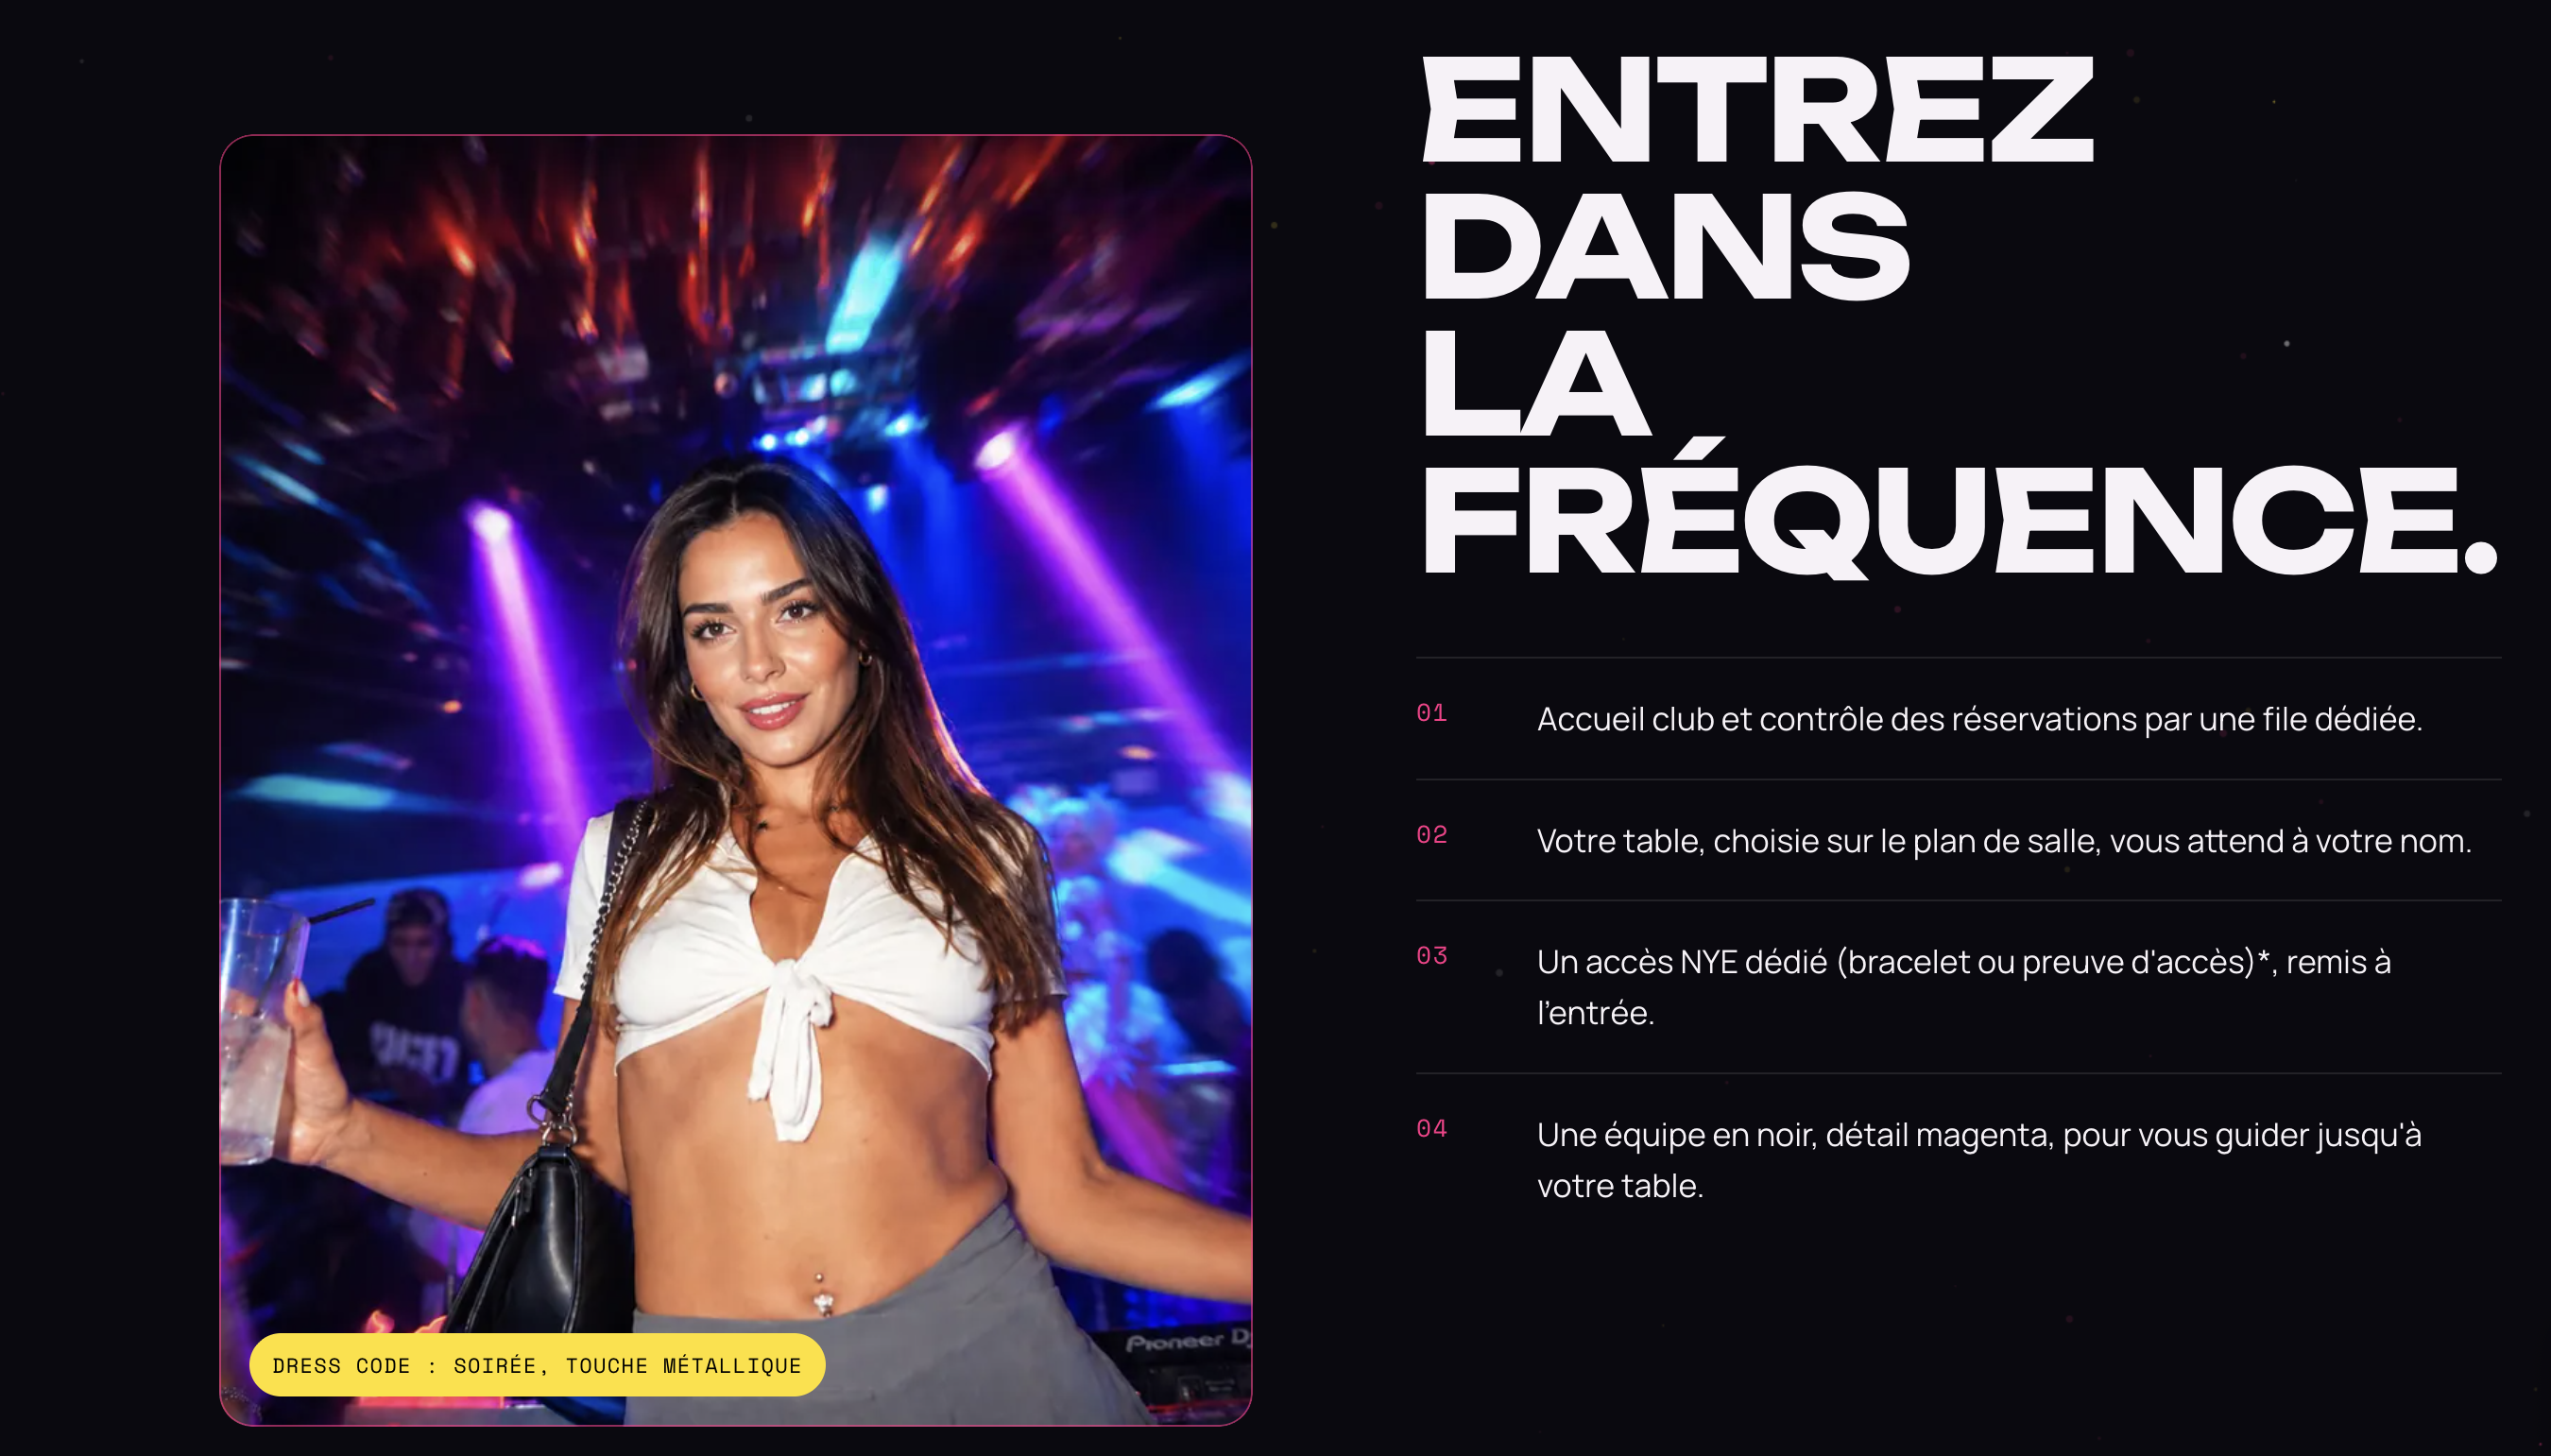 ENTREZ
DANS
LA
FRÉQUENCE.
01 Accueil club et contrôle des réservations par une file dédiée.
02 Votre table, choisie sur le plan de salle, vous attend à votre nom.
03 Un accès NYE dédié (bracelet ou preuve d'accès)*, remis à
l’entrée.
04 Une équipe en noir, détail magenta, pour vous guider jusqu'à
votre table.
Pioneer DJ
DRESS CODE : SOIRÉE, TOUCHE MÉTALLIQUE